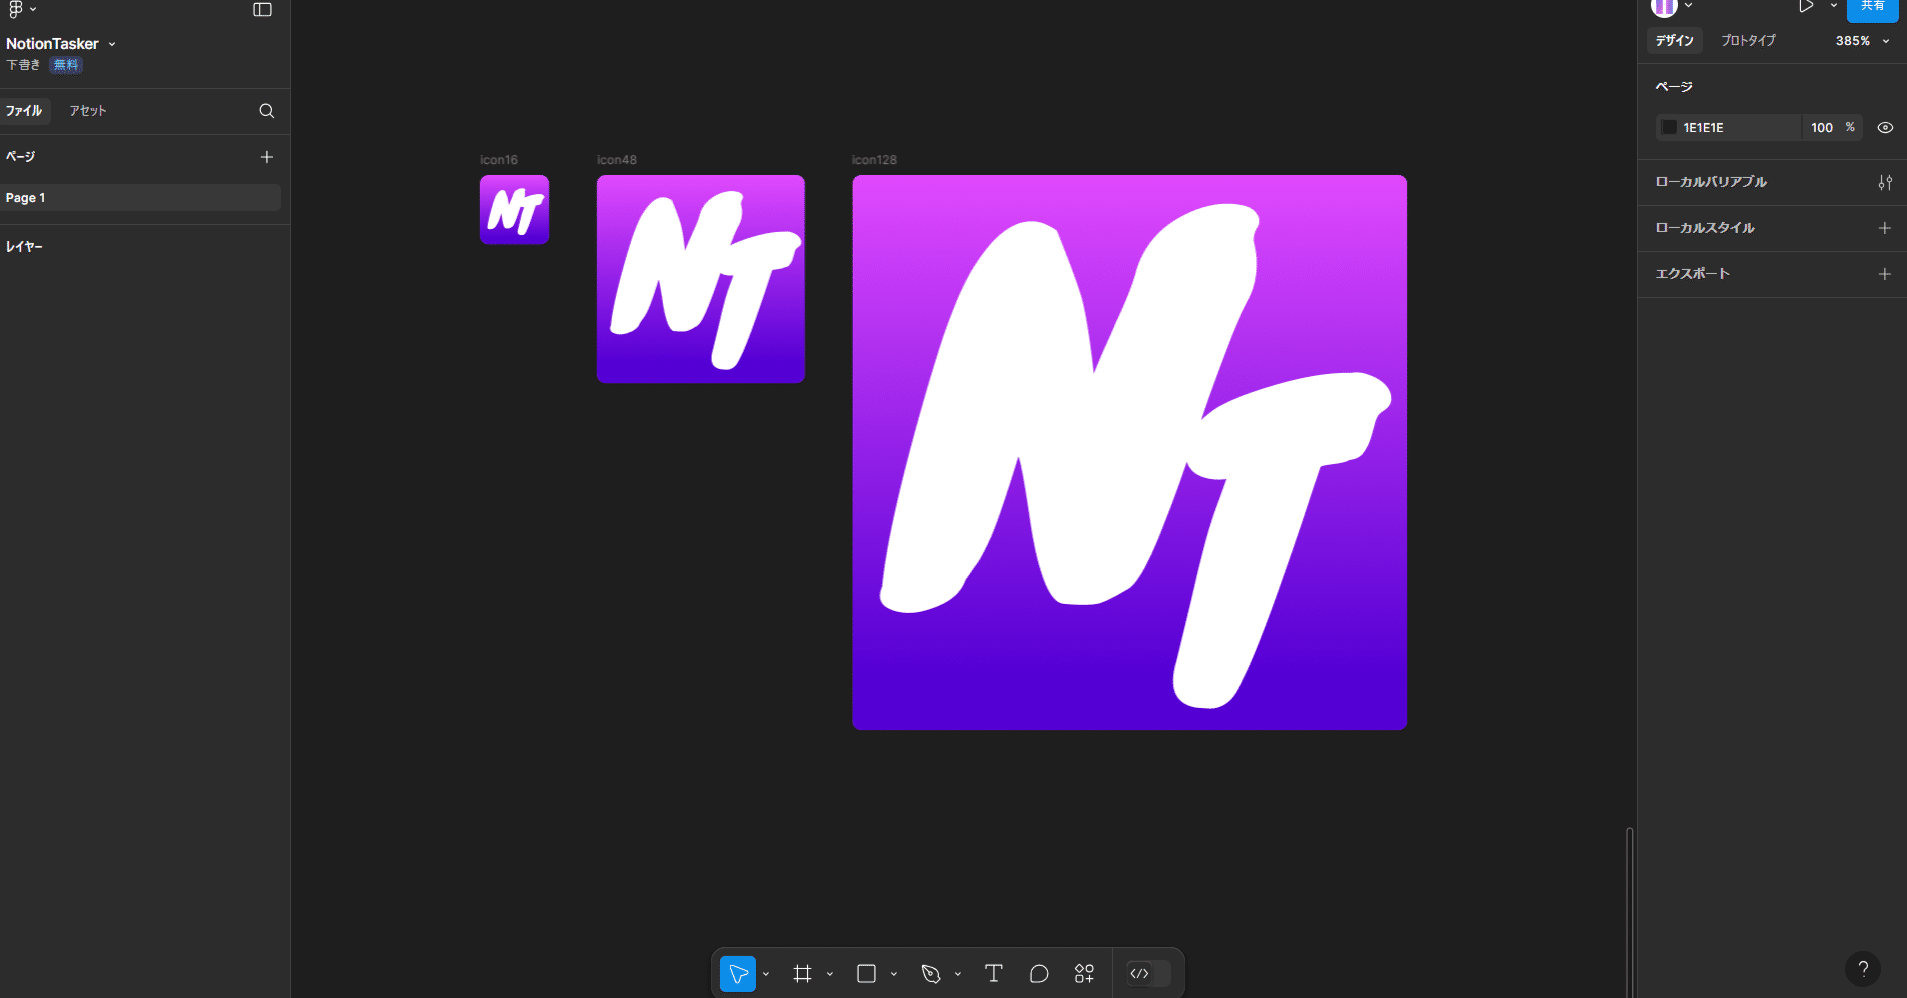 NotionTasker
下書き 無料
ファイル アセット
ページ
Page 1
レイヤー
icon16
icon48
icon128
NT
NT
NT
共有
デザイン プロトタイプ 385%
ページ
1E1E1E 100 %
ローカルバリアブル
ローカルスタイル
エクスポート
?